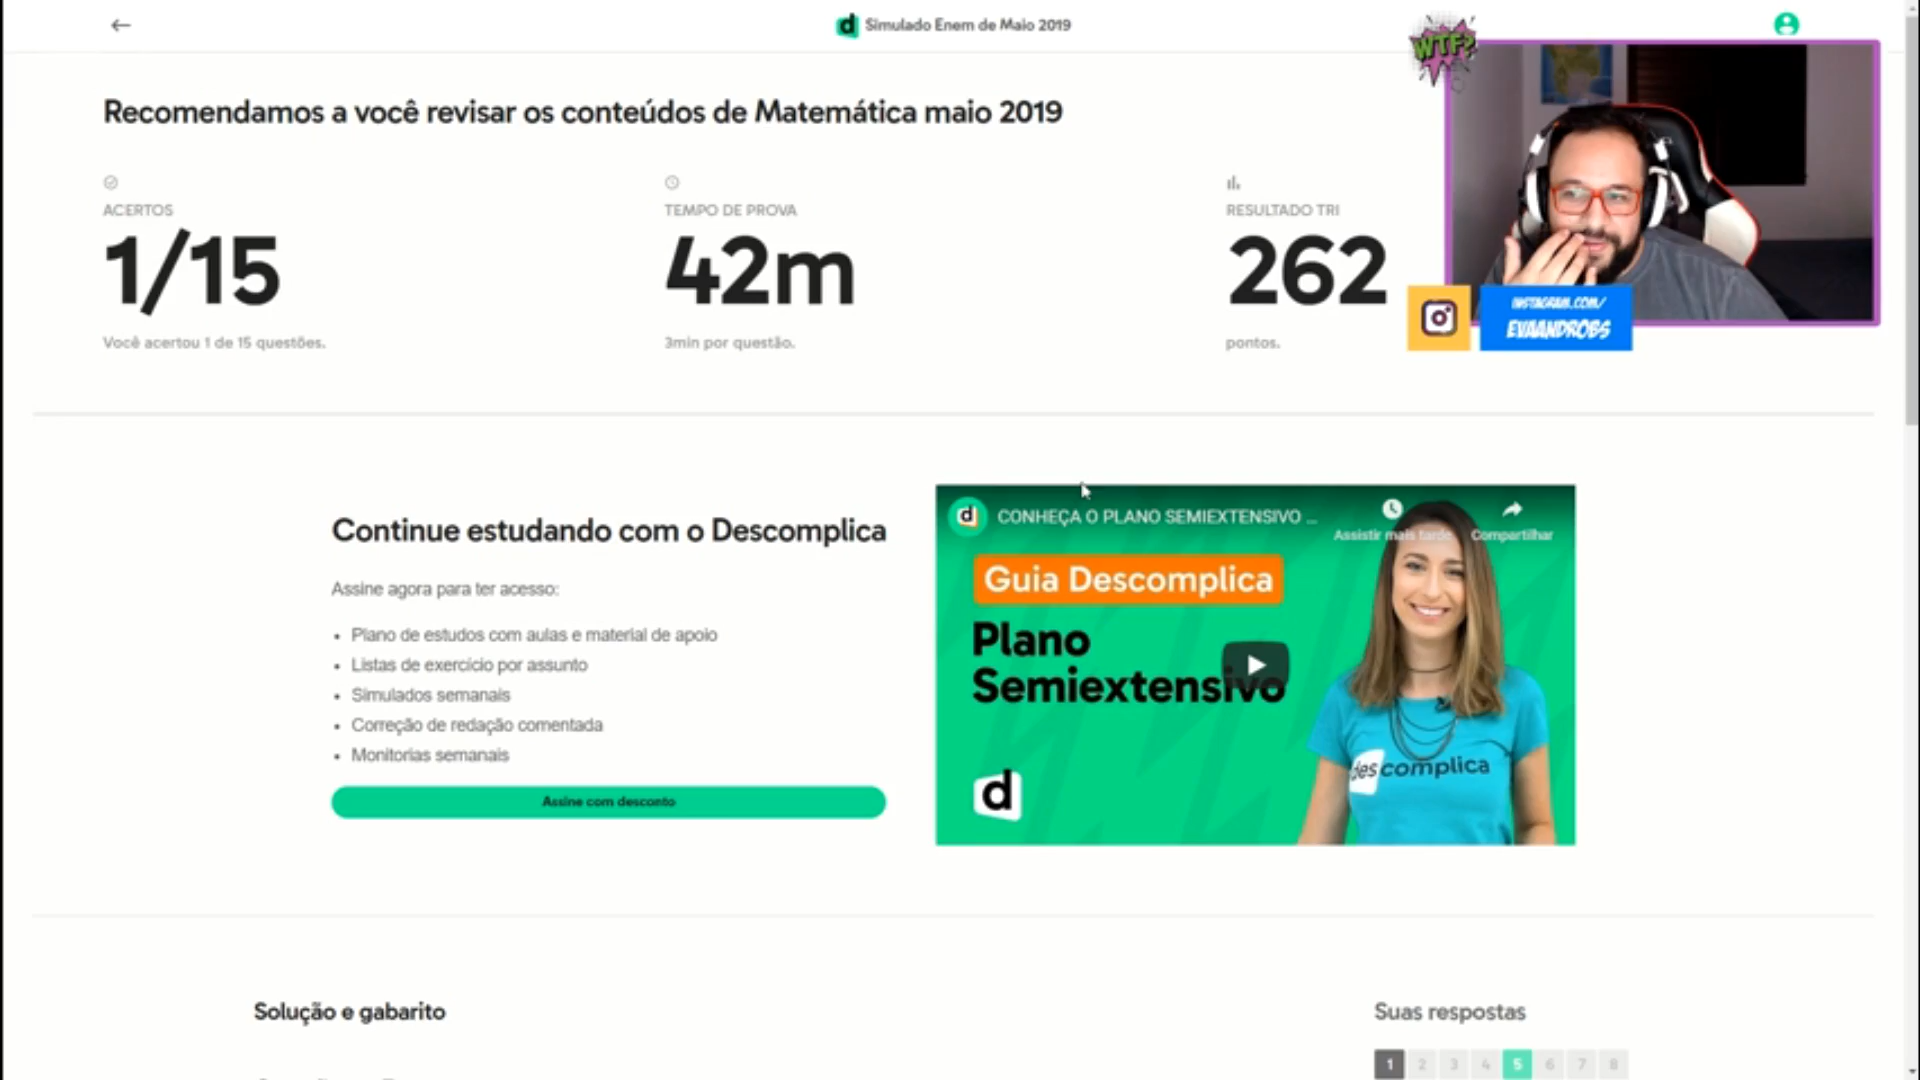 Simulado Enem de Maio 2019
WTF?
Recomendamos a você revisar os conteúdos de Matemática maio 2019
ACERTOS
1/15
Você acertou 1 de 15 questões.
TEMPO DE PROVA
42m
3min por questão.
RESULTADO TRI
262
pontos.
INSTAGRAM.COM/
EVAANDROBS
Continue estudando com o Descomplica
Assine agora para ter acesso:
• Plano de estudos com aulas e material de apoio
• Listas de exercício por assunto
• Simulados semanais
• Correção de redação comentada
• Monitorias semanais
Assine com desconto
d CONHEÇA O PLANO SEMIEXTENSIVO ...
Assistir mais tarde
Compartilhar
Guia Descomplica
Plano
Semiextensivo
d
descomplica
Solução e gabarito
Suas respostas
1 2 3 4 5 6 7 8